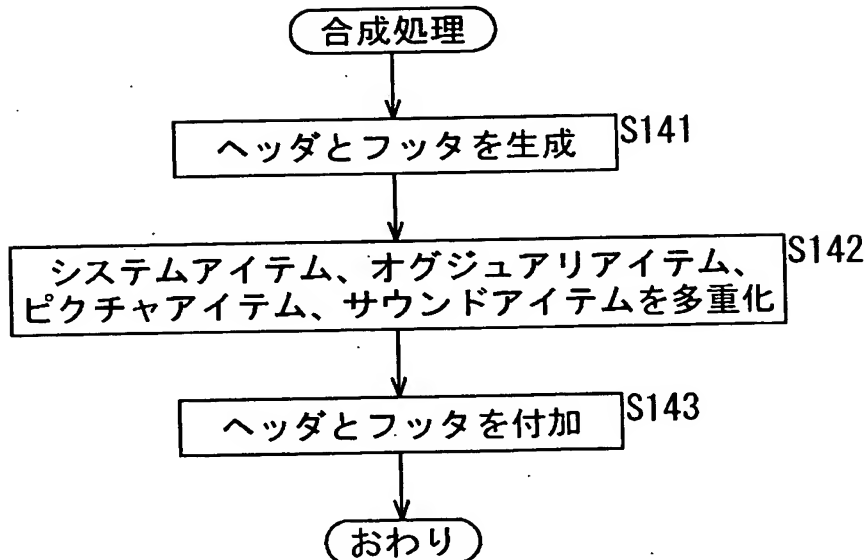 合成処理
ヘッダとフッタを生成
S141
システムアイテム、オグジュアリアイテム、
ピクチャアイテム、サウンドアイテムを多重化
S142
ヘッダとフッタを付加
S143
おわり